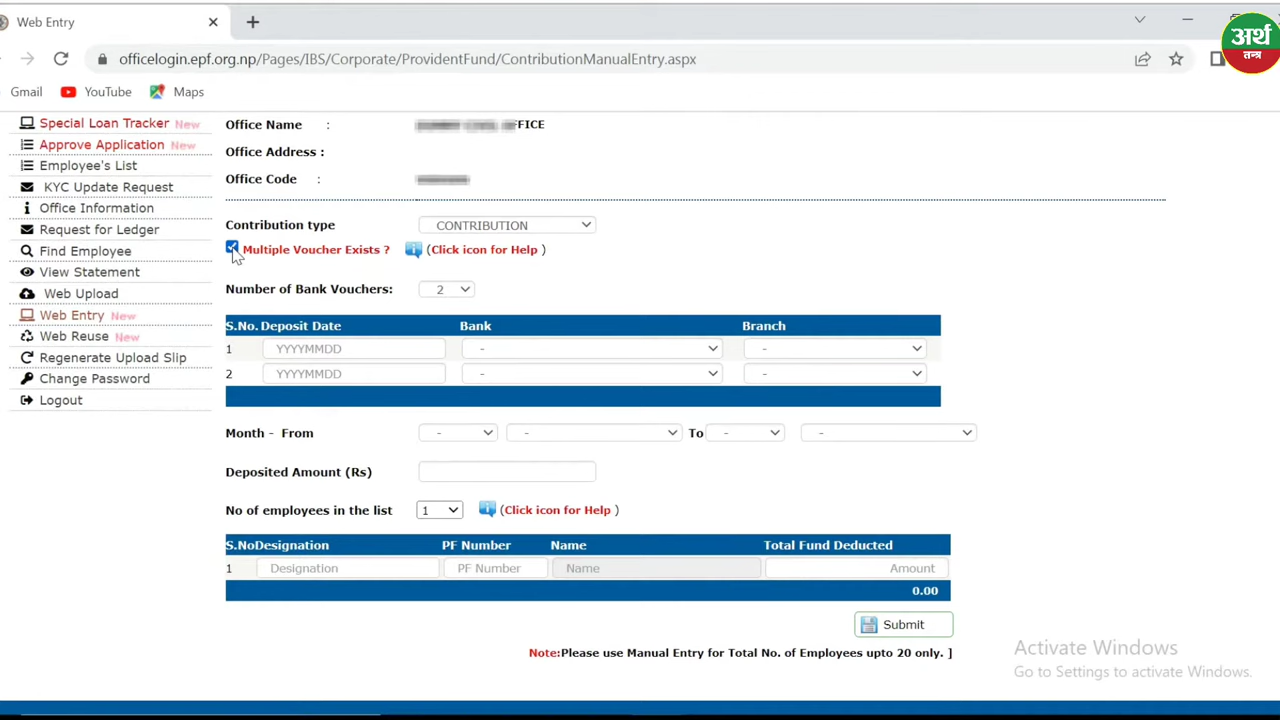 Web Entry
अर्थ
तन्त्र
officelogin.epf.org.np/Pages/IBS/Corporate/ProvidentFund/ContributionManualEntry.aspx
Gmail YouTube Maps
Special Loan Tracker New
Approve Application New
Employee's List
KYC Update Request
Office Information
Request for Ledger
Find Employee
View Statement
Web Upload
Web Entry New
Web Reuse New
Regenerate Upload Slip
Change Password
Logout
Office Name : FFICE
Office Address :
Office Code :
Contribution type CONTRIBUTION
Multiple Voucher Exists ? (Click icon for Help )
Number of Bank Vouchers: 2
S.No. Deposit Date Bank Branch
1 YYYYMMDD - -
2 YYYYMMDD - -
Month - From - - To - -
Deposited Amount (Rs)
No of employees in the list 1 (Click icon for Help )
S.NoDesignation PF Number Name Total Fund Deducted
1 Designation PF Number Name Amount
0.00
Submit
Note:Please use Manual Entry for Total No. of Employees upto 20 only. ]
Activate Windows
Go to Settings to activate Windows.